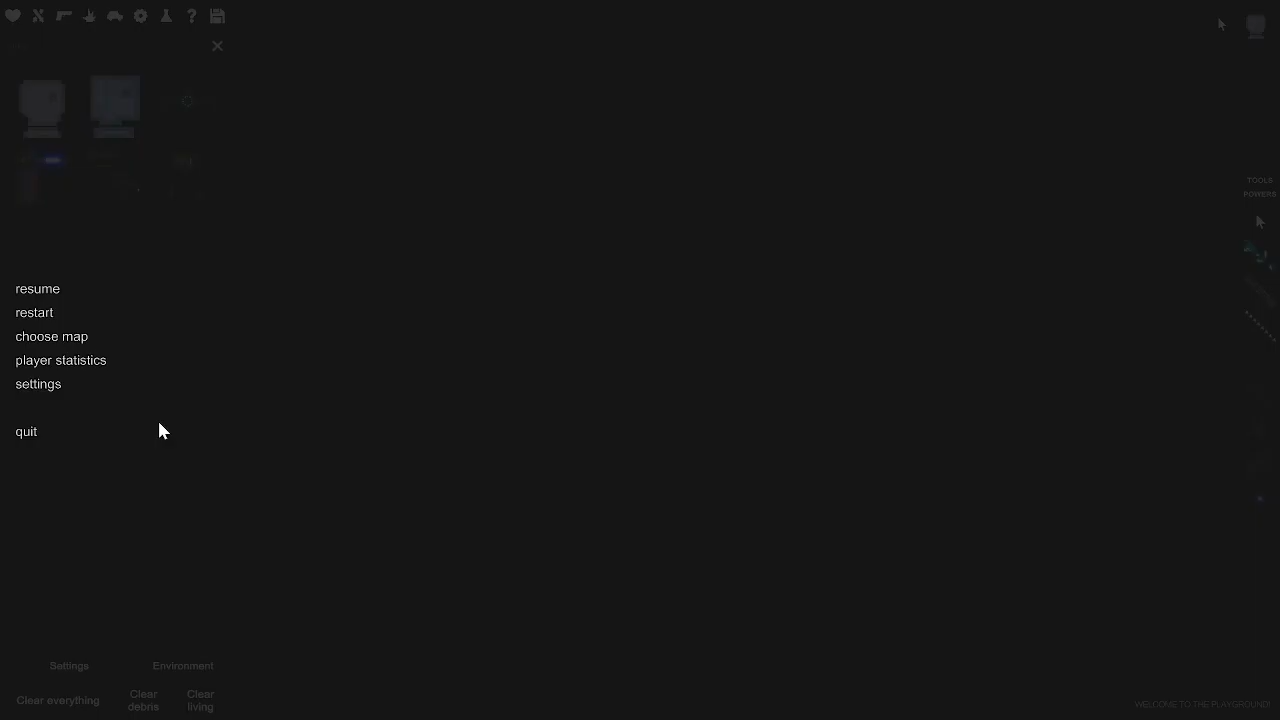 resume
restart
choose map
player statistics
settings
quit
TOOLS
POWERS
Settings
Environment
Clear everything
Clear
debris
Clear
living
WELCOME TO THE PLAYGROUND!